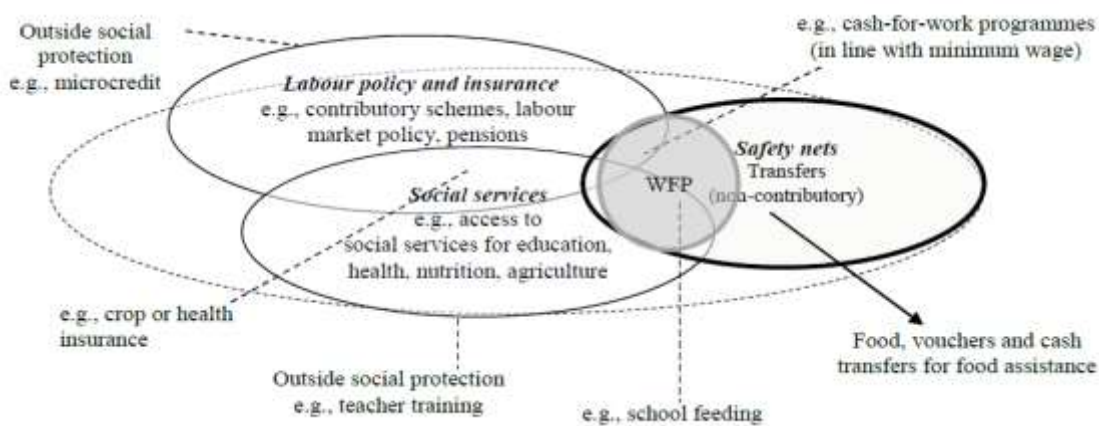 Outside social
protection
e.g., microcredit
e.g., cash-for-work programmes
(in line with minimum wage)
Labour policy and insurance
e.g., contributory schemes, labour
market policy, pensions
Safety nets
Transfers
(non-contributory)
WFP
Social services
e.g., access to
social services for education,
health, nutrition, agriculture
e.g., crop or health
insurance
Food, vouchers and cash
transfers for food assistance
Outside social protection
e.g., teacher training
e.g., school feeding